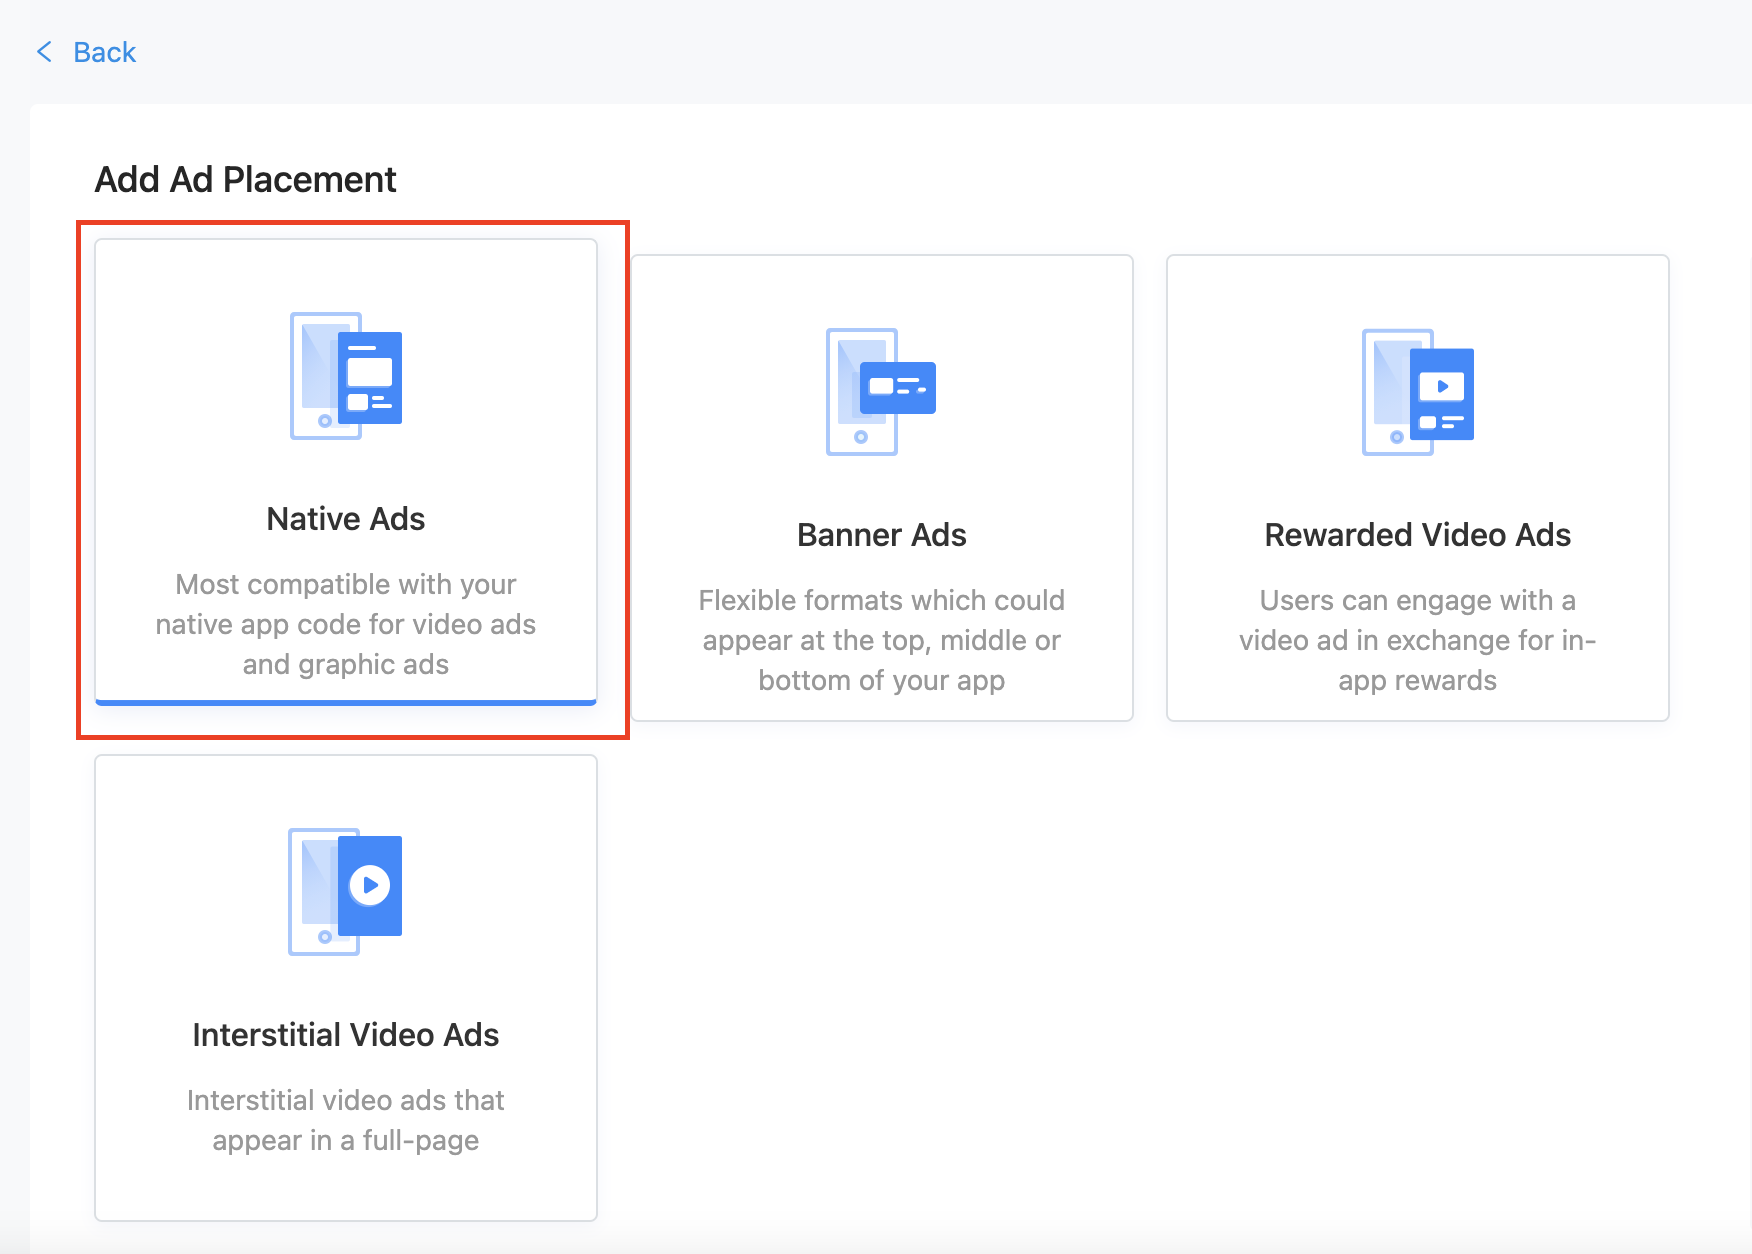 Back
Add Ad Placement
Native Ads
Most compatible with your
native app code for video ads
and graphic ads
Banner Ads
Flexible formats which could
appear at the top, middle or
bottom of your app
Rewarded Video Ads
Users can engage with a
video ad in exchange for in-
app rewards
Interstitial Video Ads
Interstitial video ads that
appear in a full-page